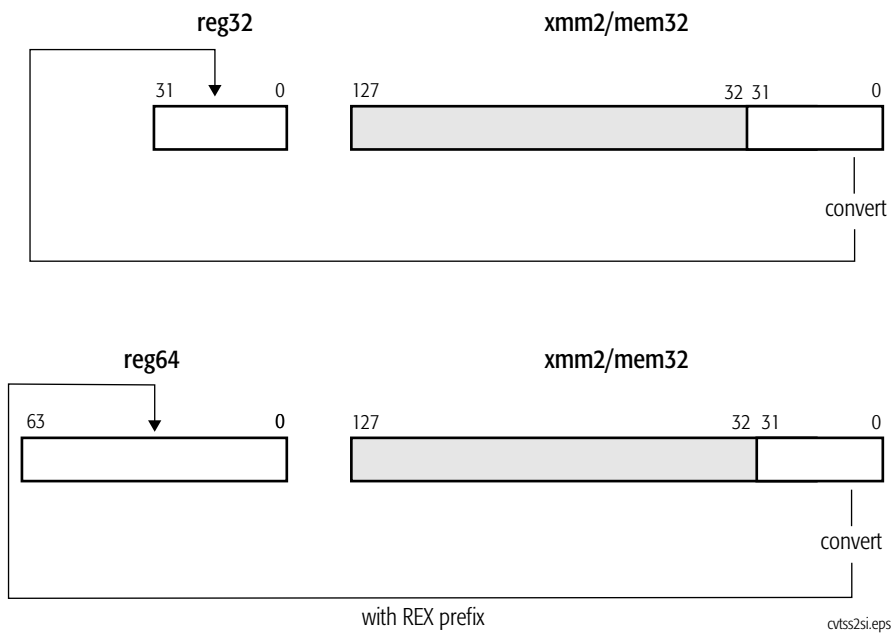 reg32 xmm2/mem32
31 0 127 32 31 0
convert
reg64 xmm2/mem32
63 0 127 32 31 0
convert
with REX prefix
cvtss2si.eps